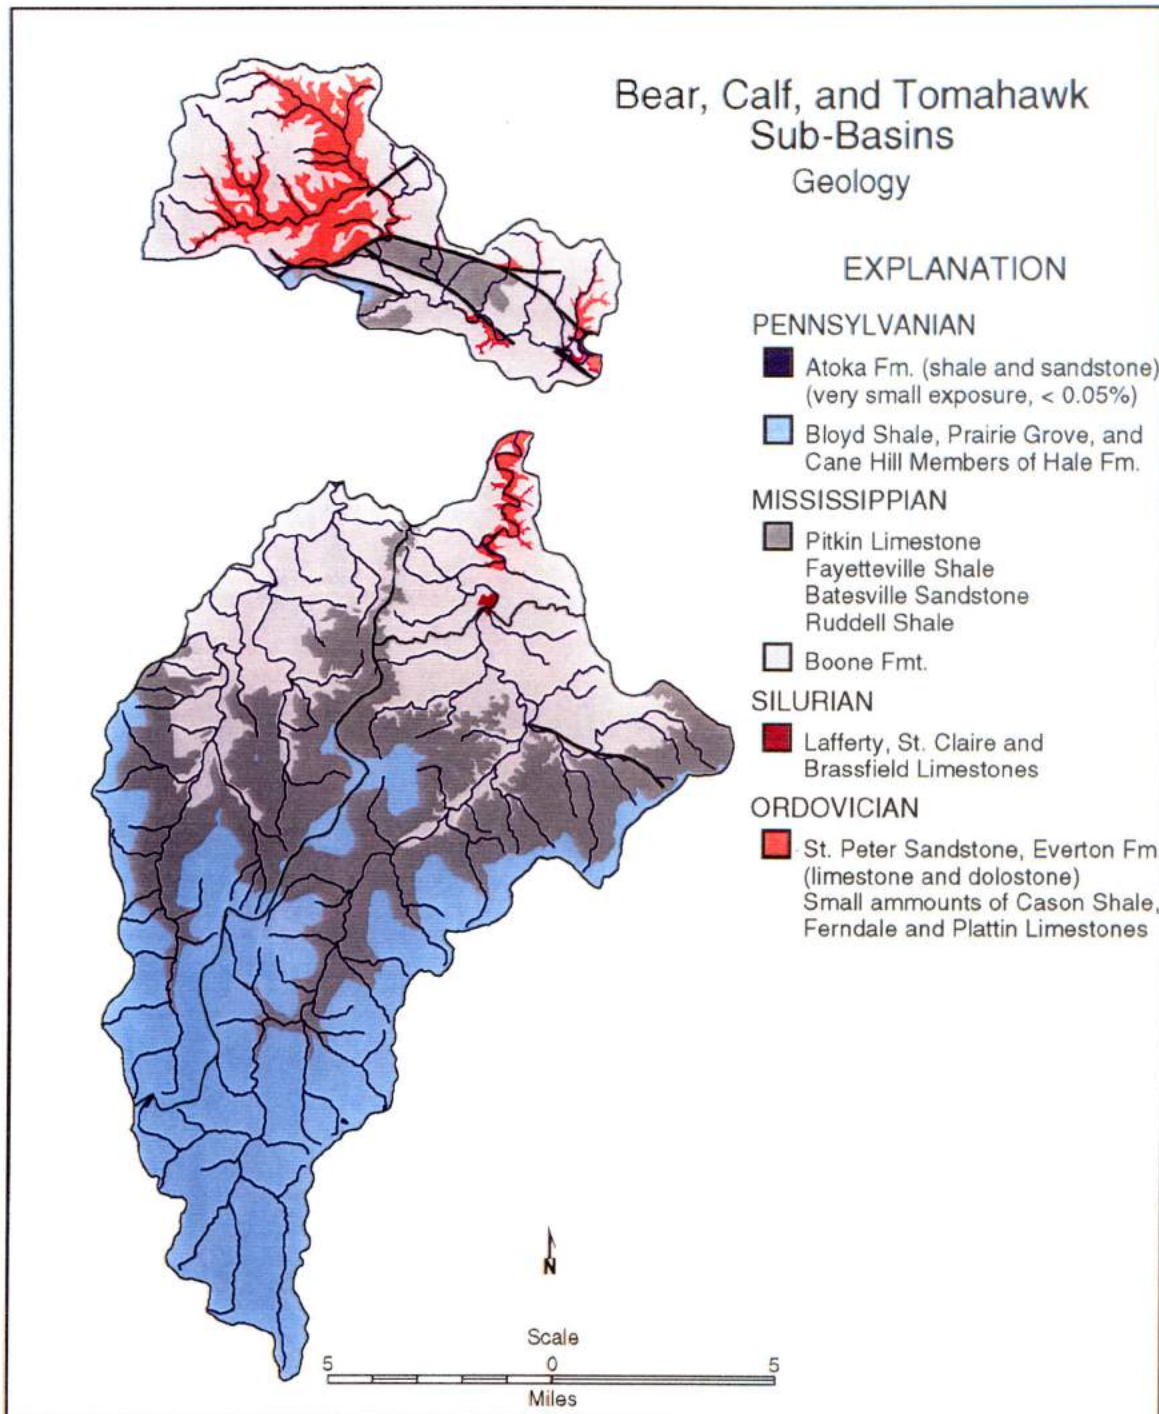 Bear, Calf, and Tomahawk
Sub-Basins
Geology
EXPLANATION
PENNSYLVANIAN
Atoka Fm. (shale and sandstone)
(very small exposure, < 0.05%)
Bloyd Shale, Prairie Grove, and
Cane Hill Members of Hale Fm.
MISSISSIPPIAN
Pitkin Limestone
Fayetteville Shale
Batesville Sandstone
Ruddell Shale
Boone Fmt.
SILURIAN
Lafferty, St. Claire and
Brassfield Limestones
ORDOVICIAN
St. Peter Sandstone, Everton Fm
(limestone and dolostone)
Small ammounts of Cason Shale,
Ferndale and Plattin Limestones
N
Scale
5 0 5
Miles